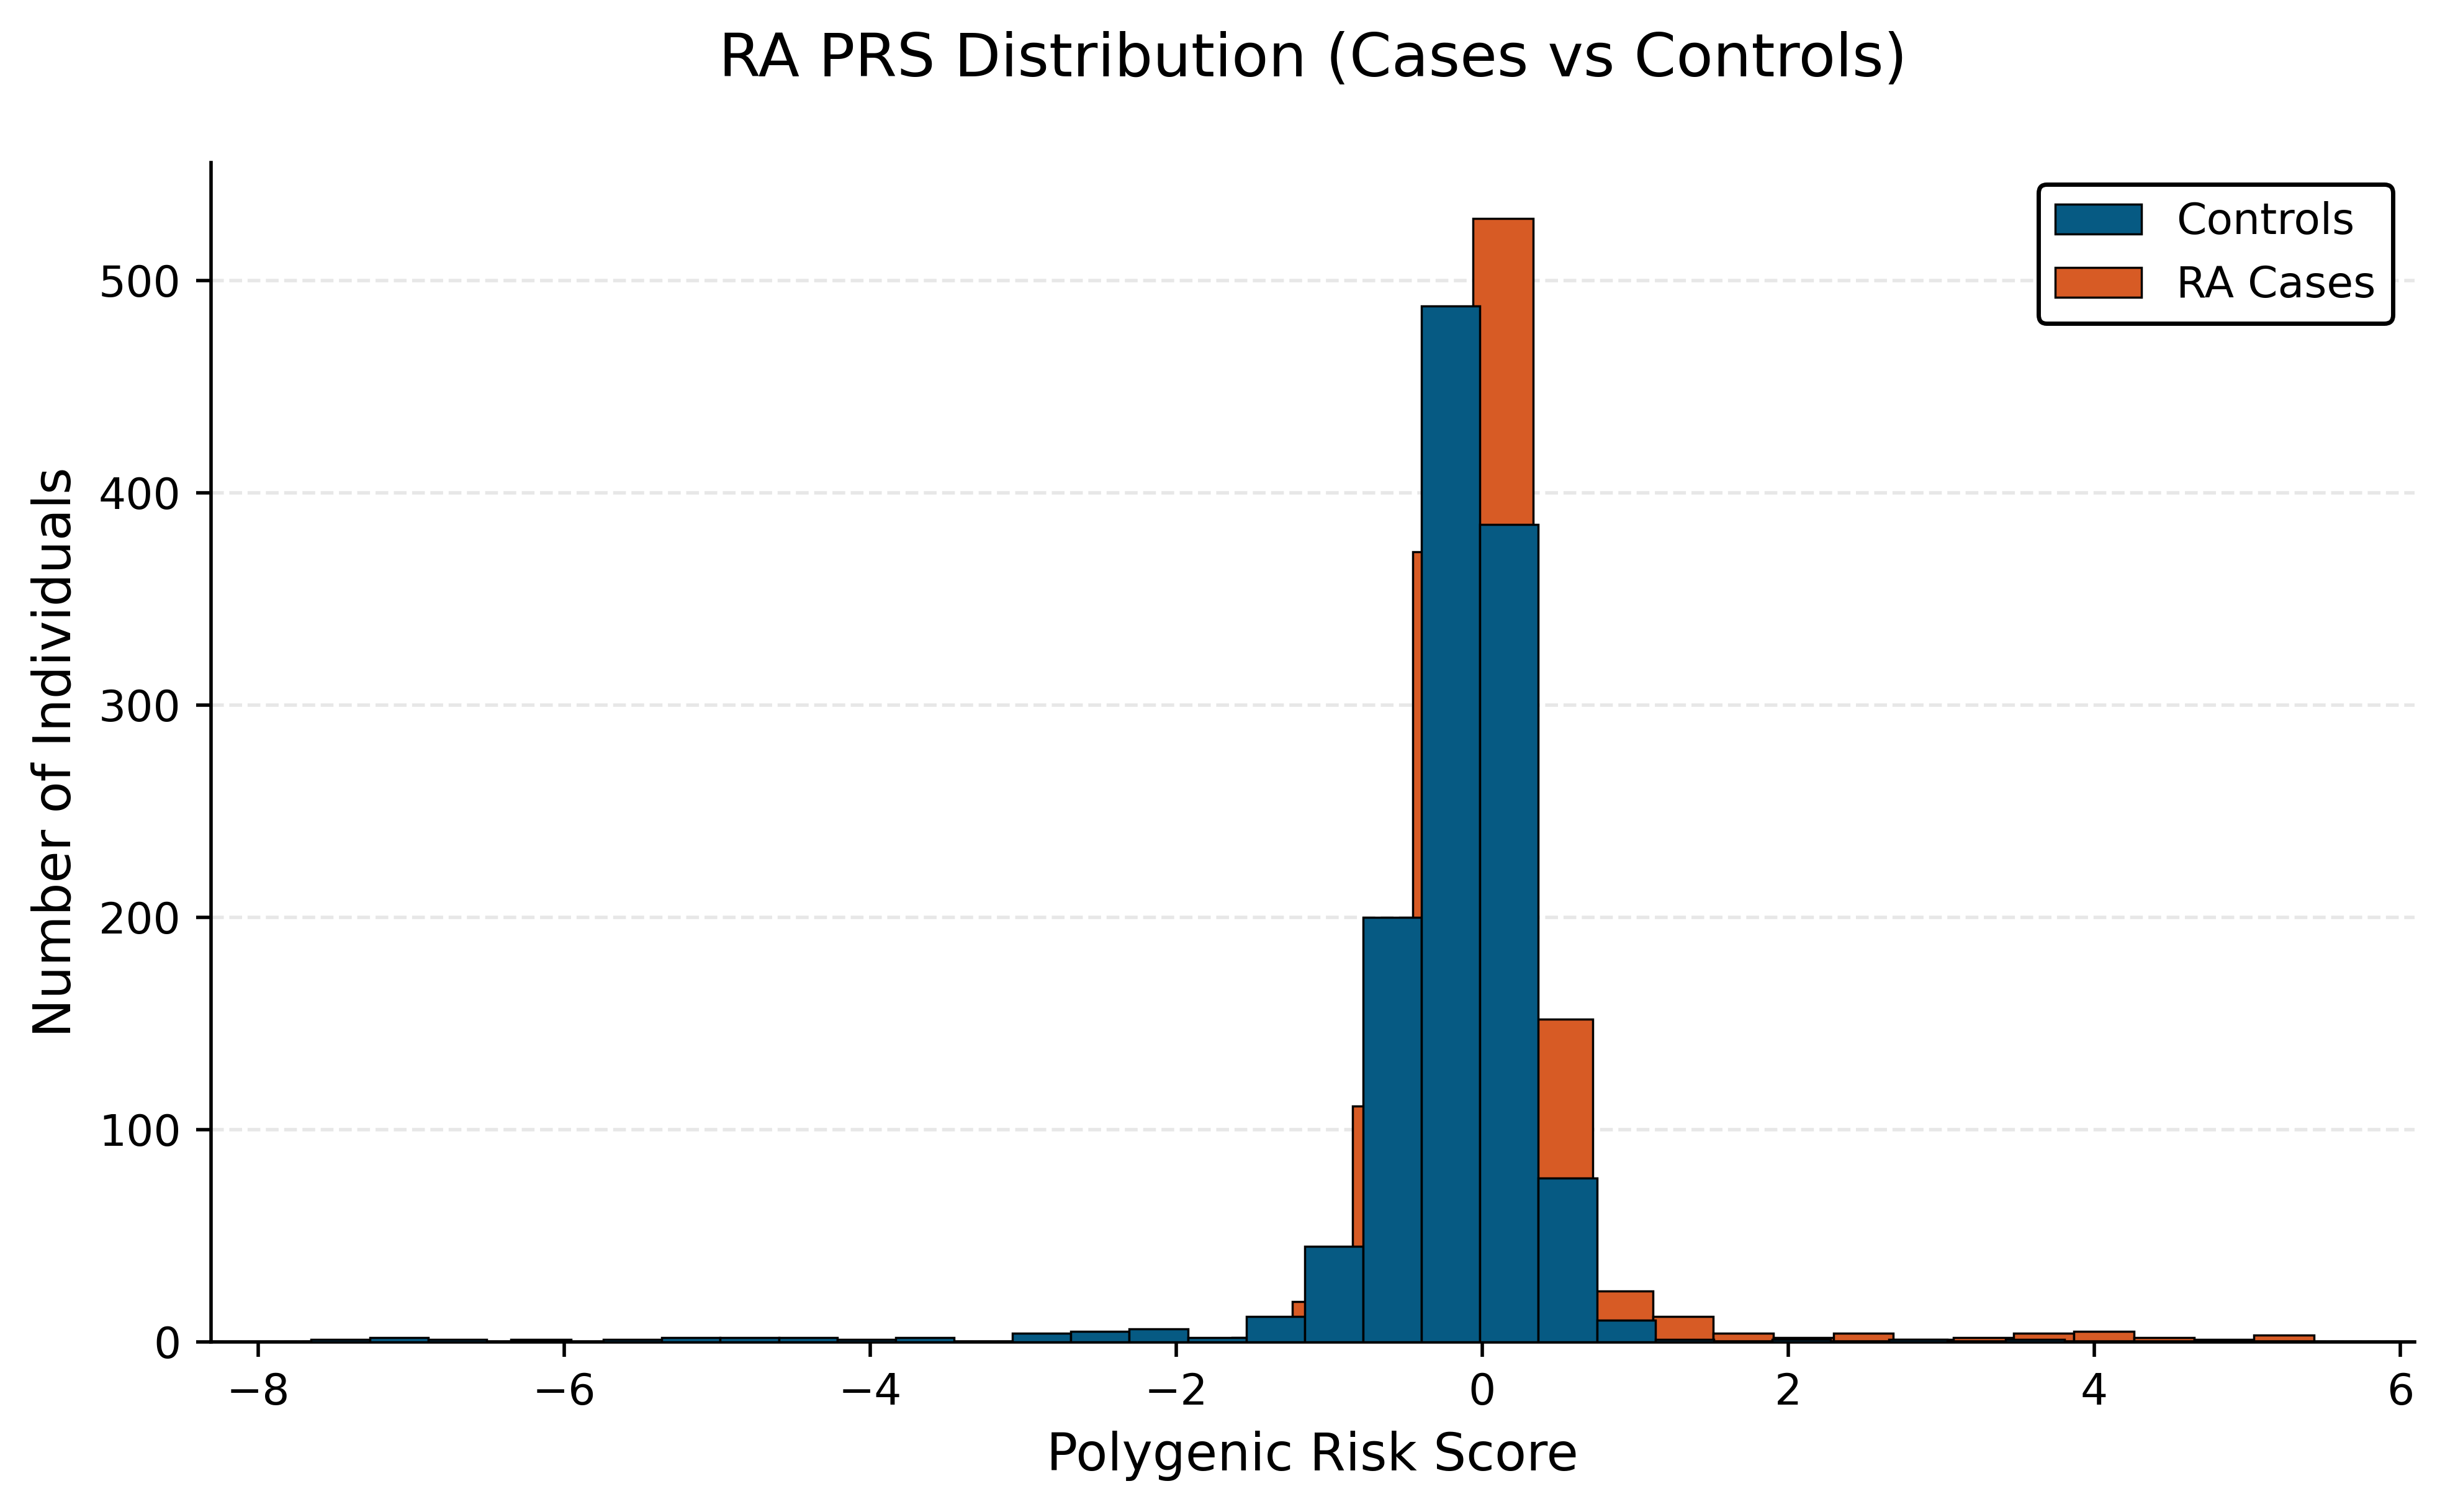 RA PRS Distribution (Cases vs Controls)
Controls
RA Cases
Number of Individuals
500
400
300
200
100
0
−8 −6 −4 −2 0 2 4 6
Polygenic Risk Score